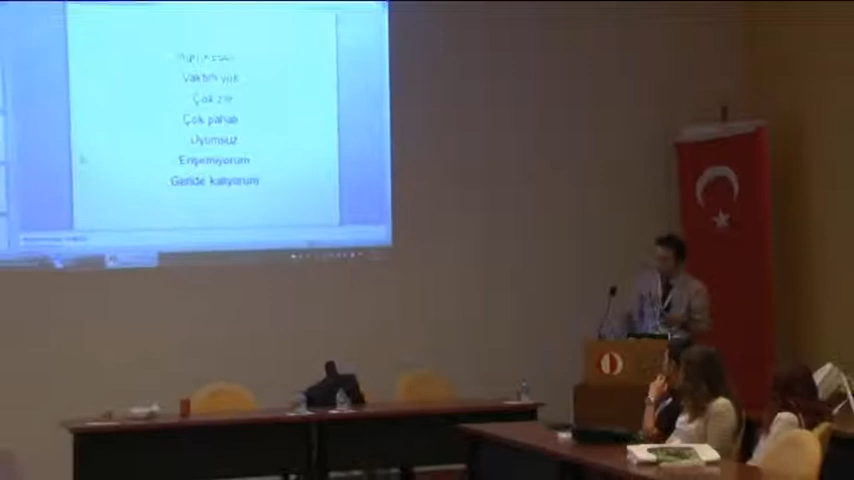 Vaktim yok
Çok zor
Çok pahalı
Uyumsuz
Erişemiyorum
Geride kalıyorum